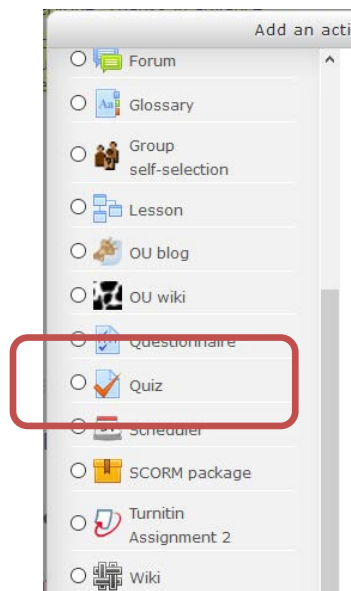 Add an acti
Forum
Glossary
Group
self-selection
Lesson
OU blog
OU wiki
Questionnaire
Quiz
Scheduler
SCORM package
Turnitin
Assignment 2
Wiki